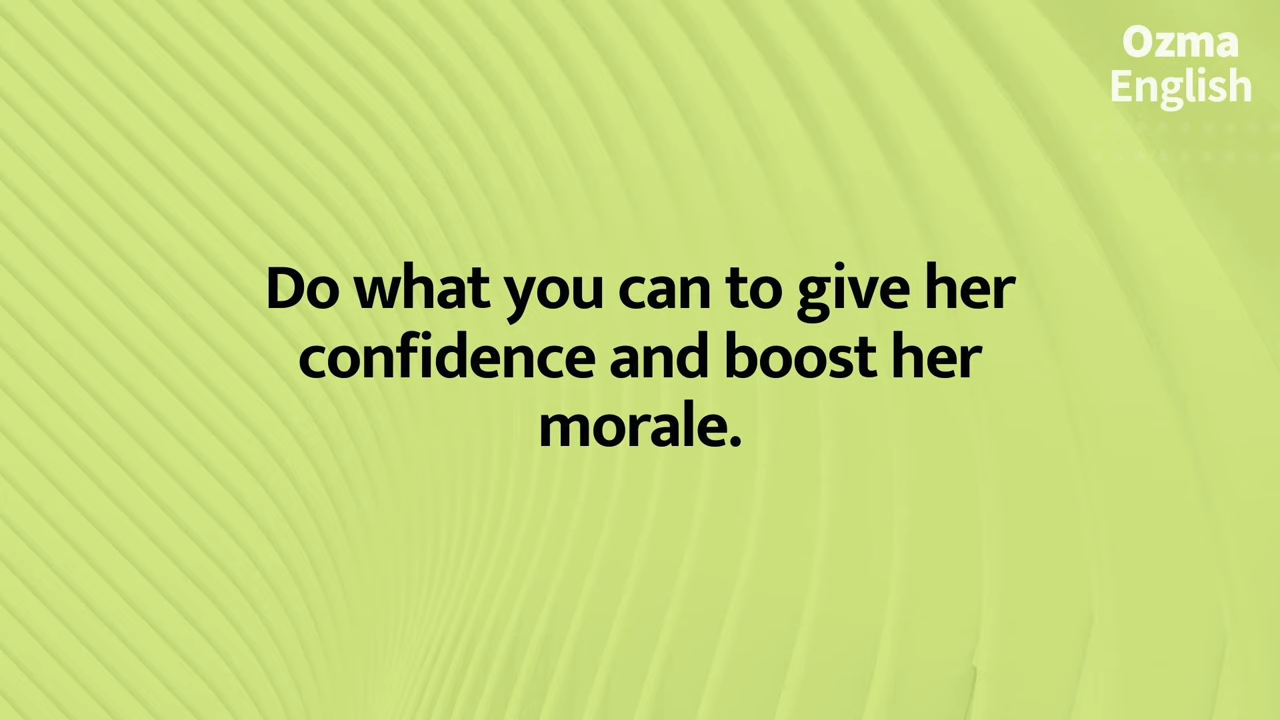 Ozma
English
Do what you can to give her
confidence and boost her
morale.